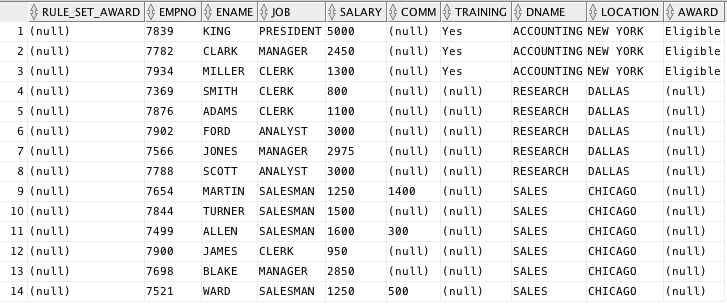 RULE_SET_AWARD EMPNO ENAME JOB SALARY COMM TRAINING DNAME LOCATION AWARD
1 (null) 7839 KING PRESIDENT 5000 (null) Yes ACCOUNTING NEW YORK Eligible
2 (null) 7782 CLARK MANAGER 2450 (null) Yes ACCOUNTING NEW YORK Eligible
3 (null) 7934 MILLER CLERK 1300 (null) Yes ACCOUNTING NEW YORK Eligible
4 (null) 7369 SMITH CLERK 800 (null) (null) RESEARCH DALLAS (null)
5 (null) 7876 ADAMS CLERK 1100 (null) (null) RESEARCH DALLAS (null)
6 (null) 7902 FORD ANALYST 3000 (null) (null) RESEARCH DALLAS (null)
7 (null) 7566 JONES MANAGER 2975 (null) (null) RESEARCH DALLAS (null)
8 (null) 7788 SCOTT ANALYST 3000 (null) (null) RESEARCH DALLAS (null)
9 (null) 7654 MARTIN SALESMAN 1250 1400 (null) SALES CHICAGO (null)
10 (null) 7844 TURNER SALESMAN 1500 (null) (null) SALES CHICAGO (null)
11 (null) 7499 ALLEN SALESMAN 1600 300 (null) SALES CHICAGO (null)
12 (null) 7900 JAMES CLERK 950 (null) (null) SALES CHICAGO (null)
13 (null) 7698 BLAKE MANAGER 2850 (null) (null) SALES CHICAGO (null)
14 (null) 7521 WARD SALESMAN 1250 500 (null) SALES CHICAGO (null)